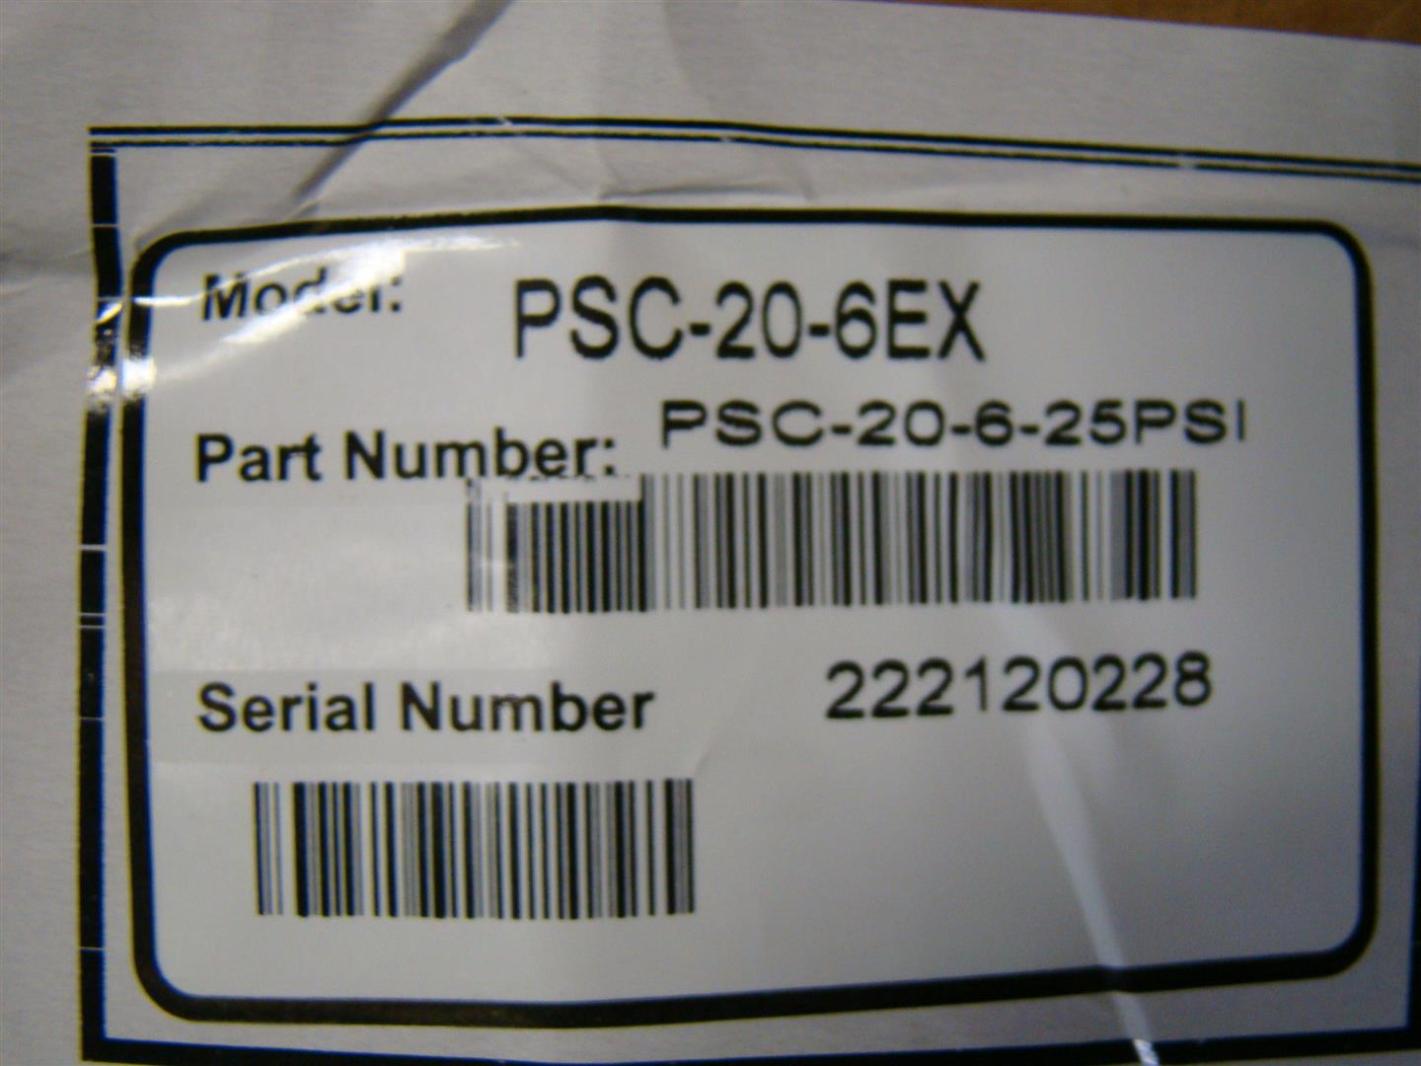 Model: PSC-20-6EX
Part Number: PSC-20-6-25PSI
Serial Number 222120228